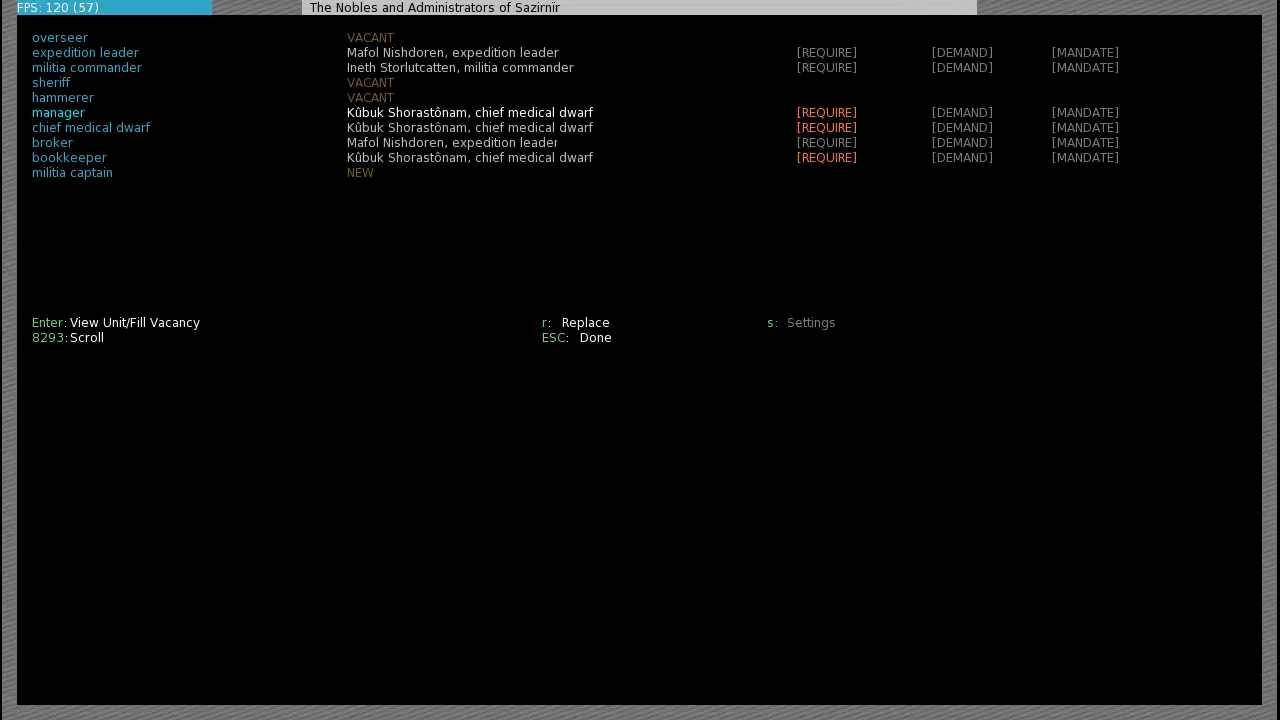 FPS: 120 (57) The Nobles and Administrators of Sazirnïr
overseer VACANT
expedition leader Mafol Nishdoren, expedition leader [REQUIRE] [DEMAND] [MANDATE]
militia commander Ineth Storlutcatten, militia commander [REQUIRE] [DEMAND] [MANDATE]
sheriff VACANT
hammerer VACANT
manager Kûbuk Shorastônam, chief medical dwarf [REQUIRE] [DEMAND] [MANDATE]
chief medical dwarf Kûbuk Shorastônam, chief medical dwarf [REQUIRE] [DEMAND] [MANDATE]
broker Mafol Nishdoren, expedition leader [REQUIRE] [DEMAND] [MANDATE]
bookkeeper Kûbuk Shorastônam, chief medical dwarf [REQUIRE] [DEMAND] [MANDATE]
militia captain NEW
Enter: View Unit/Fill Vacancy r: Replace s: Settings
8293: Scroll ESC: Done